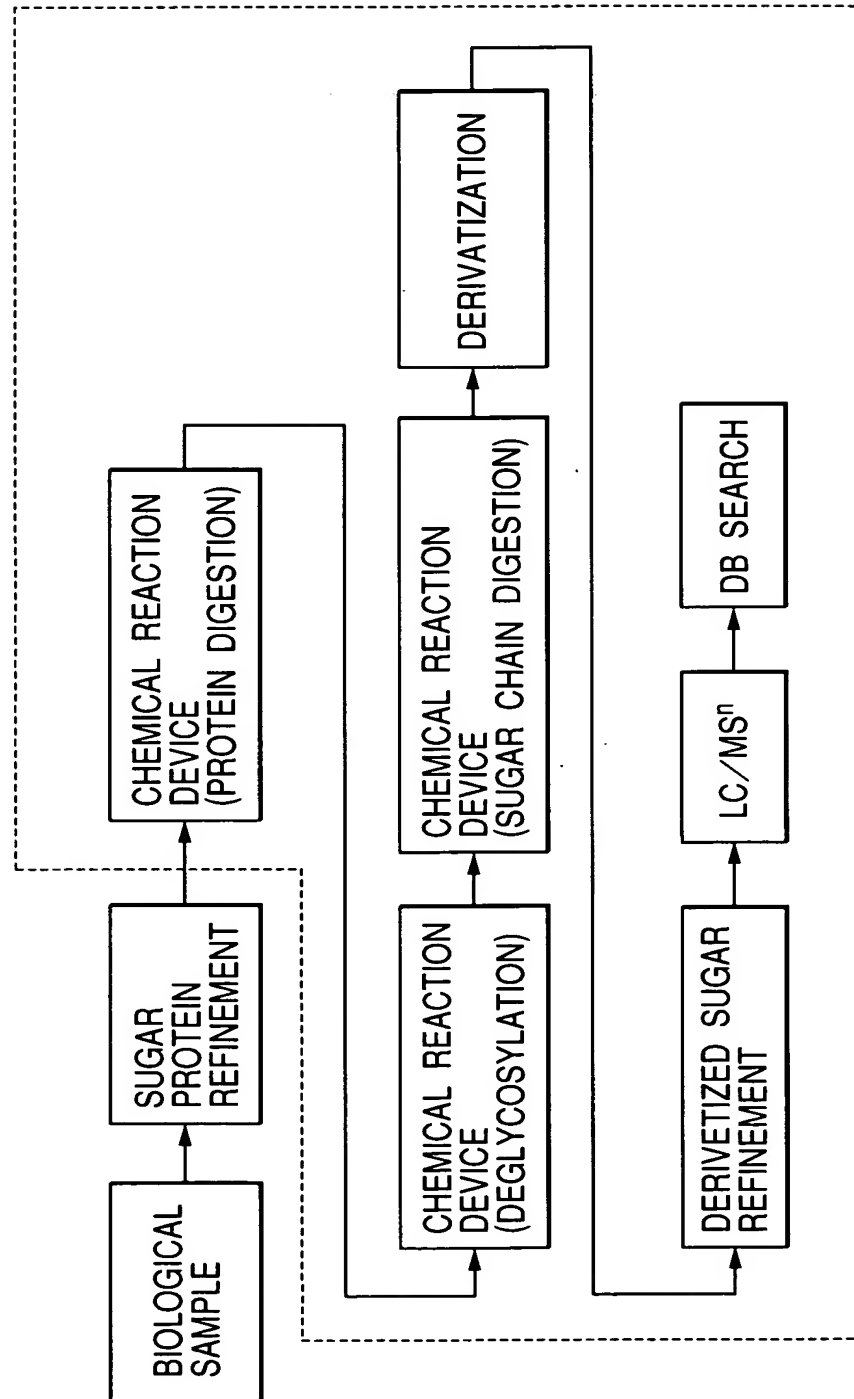 BIOLOGICAL
SAMPLE
SUGAR
PROTEIN
REFINEMENT
CHEMICAL REACTION
DEVICE
(PROTEIN DIGESTION)
CHEMICAL REACTION
DEVICE
(DEGLYCOSYLATION)
CHEMICAL REACTION
DEVICE
(SUGAR CHAIN DIGESTION)
DERIVATIZATION
DERIVETIZED SUGAR
REFINEMENT
LC/MSⁿ
DB SEARCH